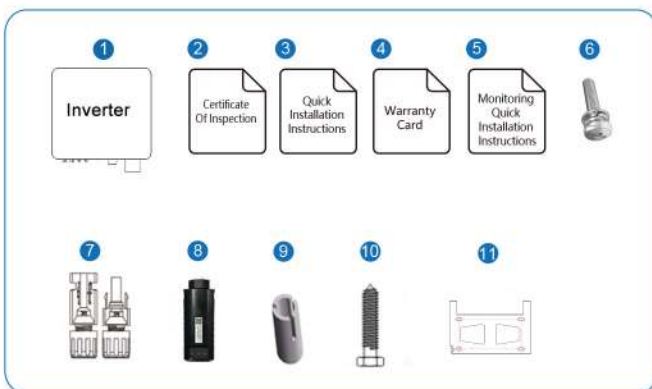 1
2
3
4
5
6
Inverter
Certificate
Of Inspection
Quick
Installation
Instructions
Warranty
Card
Monitoring
Quick
Installation
Instructions
7
8
9
10
11